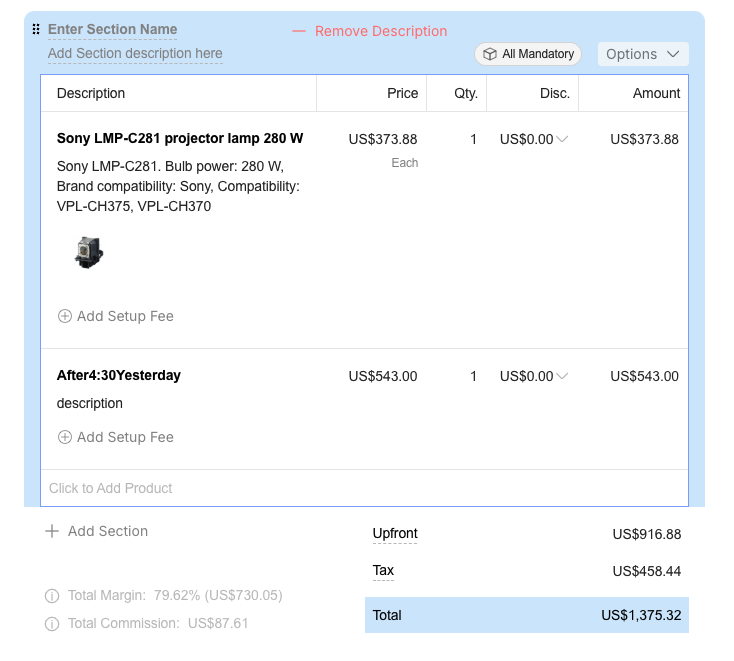 Enter Section Name
Remove Description
Add Section description here
All Mandatory
Options
Description Price Qty. Disc. Amount
Sony LMP-C281 projector lamp 280 W US$373.88 1 US$0.00 US$373.88
Each
Sony LMP-C281. Bulb power: 280 W,
Brand compatibility: Sony, Compatibility:
VPL-CH375, VPL-CH370
Add Setup Fee
After4:30Yesterday US$543.00 1 US$0.00 US$543.00
description
Add Setup Fee
Click to Add Product
Add Section
Upfront US$916.88
Tax US$458.44
Total Margin: 79.62% (US$730.05)
Total Commission: US$87.61
Total US$1,375.32